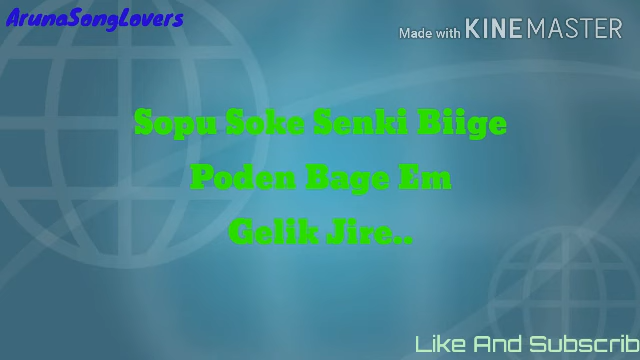 ArunaSongLovers
Made with KINEMASTER
Sopu Soke Senki Biige
Poden Bage Em
Gelik Jire..
Like And Subscrib